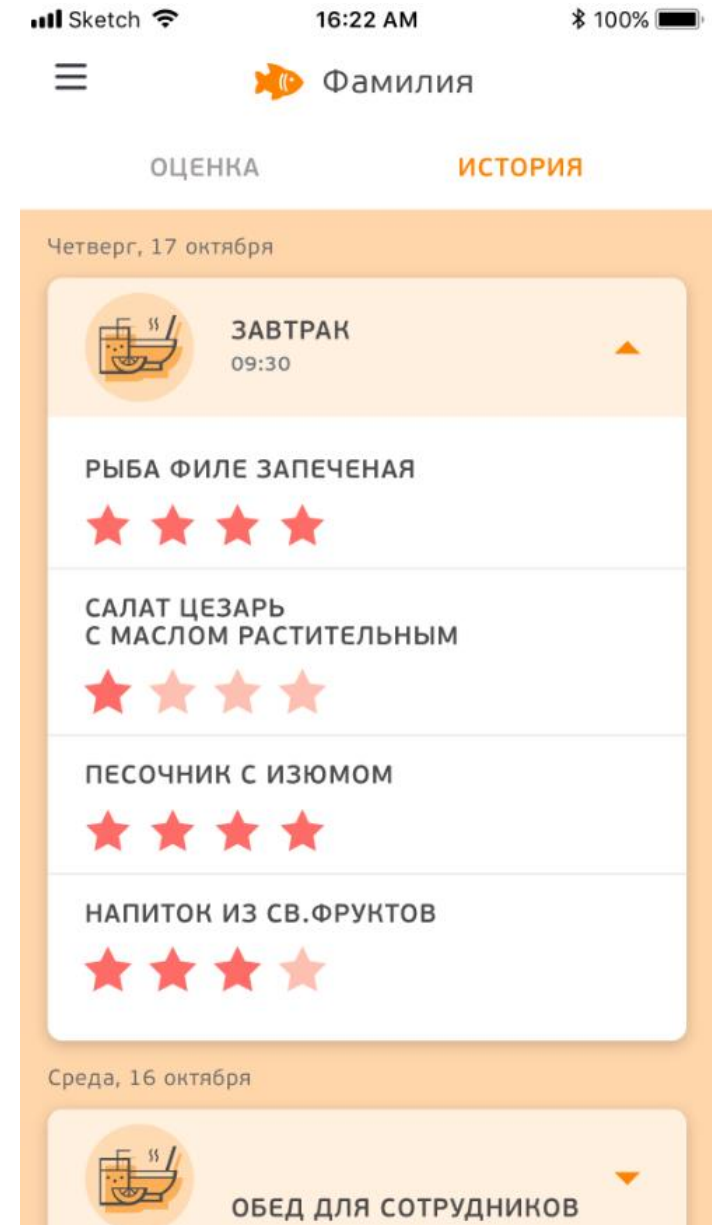 Sketch 16:22 AM 100%
Фамилия
ОЦЕНКА ИСТОРИЯ
Четверг, 17 октября
ЗАВТРАК
09:30
РЫБА ФИЛЕ ЗАПЕЧЕНАЯ
САЛАТ ЦЕЗАРЬ
С МАСЛОМ РАСТИТЕЛЬНЫМ
ПЕСОЧНИК С ИЗЮМОМ
НАПИТОК ИЗ СВ.ФРУКТОВ
Среда, 16 октября
ОБЕД ДЛЯ СОТРУДНИКОВ